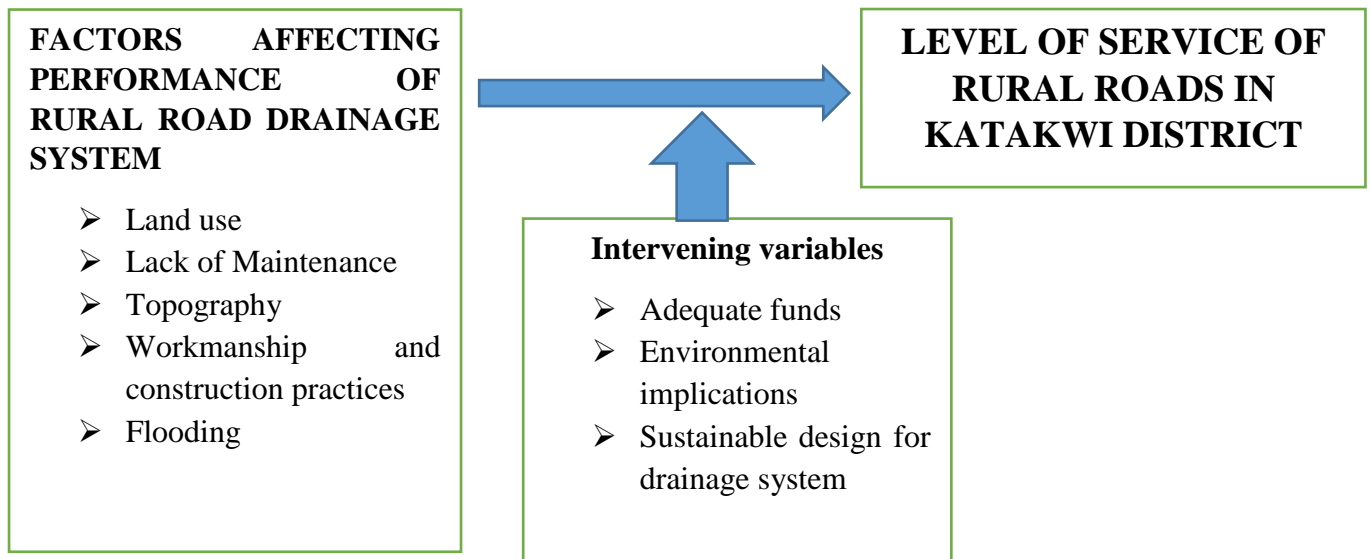 FACTORS AFFECTING
PERFORMANCE OF
RURAL ROAD DRAINAGE
SYSTEM
➢ Land use
➢ Lack of Maintenance
➢ Topography
➢ Workmanship and
construction practices
➢ Flooding
LEVEL OF SERVICE OF
RURAL ROADS IN
KATAKWI DISTRICT
Intervening variables
➢ Adequate funds
➢ Environmental
implications
➢ Sustainable design for
drainage system